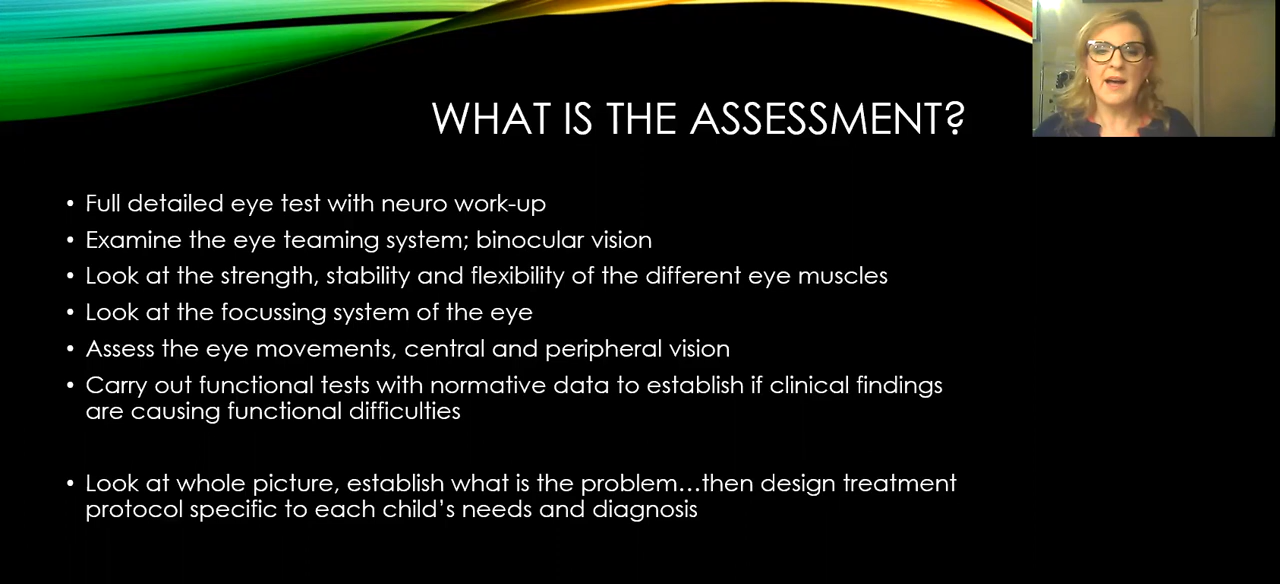 WHAT IS THE ASSESSMENT?
• Full detailed eye test with neuro work-up
• Examine the eye teaming system; binocular vision
• Look at the strength, stability and flexibility of the different eye muscles
• Look at the focussing system of the eye
• Assess the eye movements, central and peripheral vision
• Carry out functional tests with normative data to establish if clinical findings
are causing functional difficulties
• Look at whole picture, establish what is the problem...then design treatment
protocol specific to each child's needs and diagnosis